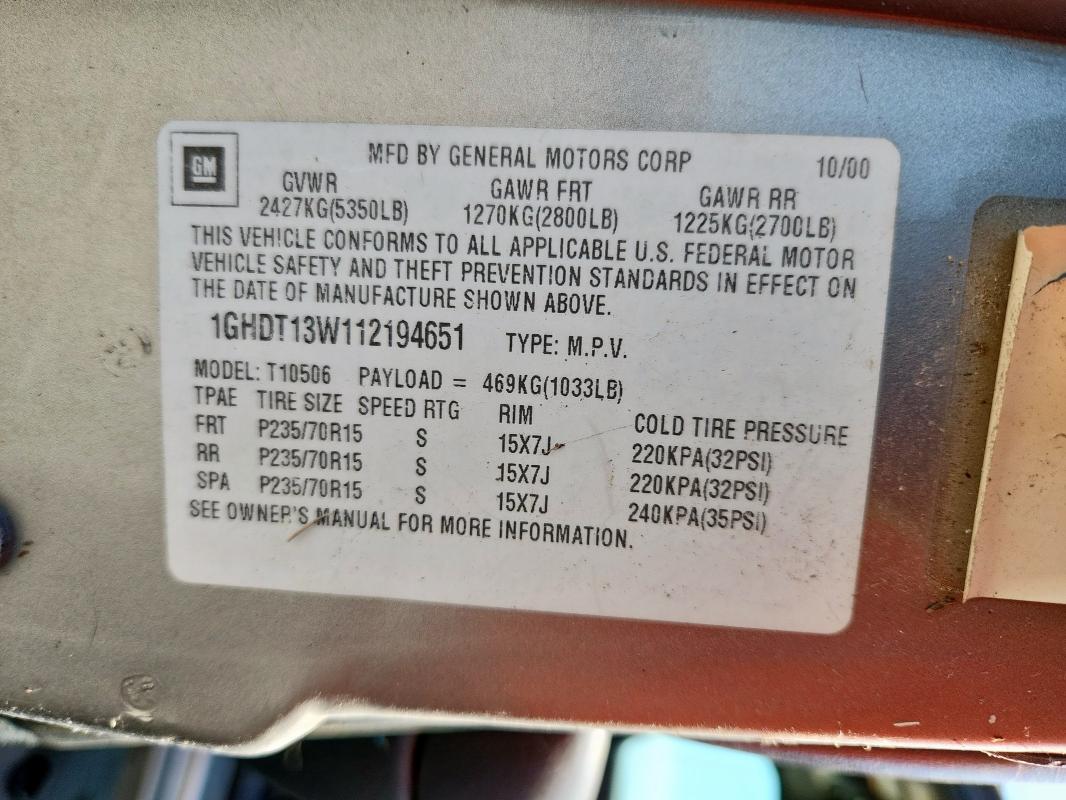 GM
MFD BY GENERAL MOTORS CORP 10/00
GVWR GAWR FRT GAWR RR
2427KG(5350LB) 1270KG(2800LB) 1225KG(2700LB)
THIS VEHICLE CONFORMS TO ALL APPLICABLE U.S. FEDERAL MOTOR
VEHICLE SAFETY AND THEFT PREVENTION STANDARDS IN EFFECT ON
THE DATE OF MANUFACTURE SHOWN ABOVE.
1GHDT13W112194651 TYPE: M.P.V.
MODEL: T10506 PAYLOAD = 469KG(1033LB)
TPAE TIRE SIZE SPEED RTG RIM COLD TIRE PRESSURE
FRT P235/70R15 S 15X7J 220KPA(32PSI)
RR P235/70R15 S 15X7J 220KPA(32PSI)
SPA P235/70R15 S 15X7J 240KPA(35PSI)
SEE OWNER'S MANUAL FOR MORE INFORMATION.